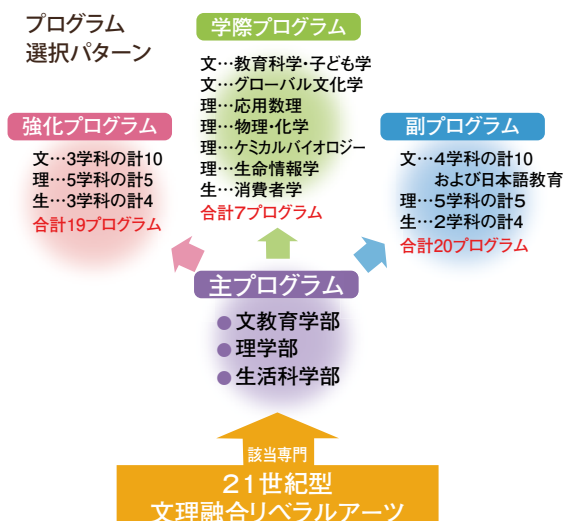 プログラム
選択パターン
学際プログラム
文…教育科学・子ども学
文…グローバル文化学
理…応用数理
理…物理・化学
理…ケミカルバイオロジー
理…生命情報学
生…消費者学
合計7プログラム
強化プログラム
文…3学科の計10
理…5学科の計5
生…3学科の計4
合計19プログラム
副プログラム
文…4学科の計10
および日本語教育
理…5学科の計5
生…2学科の計4
合計20プログラム
主プログラム
● 文教育学部
● 理学部
● 生活科学部
該当専門
21世紀型
文理融合リベラルアーツ